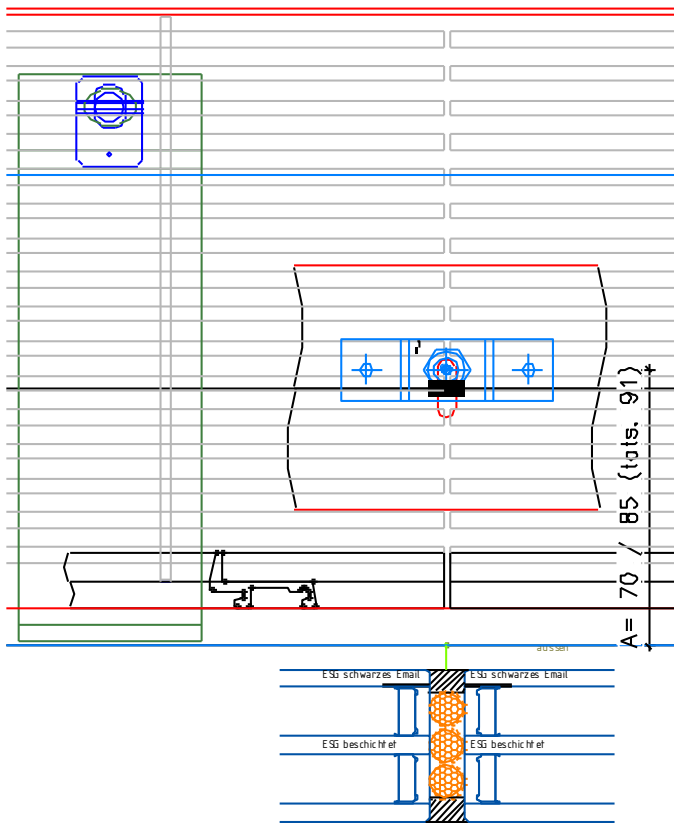 A= 70 / 85 (tats. 91)
aussen
ESG schwarzes Email
ESG schwarzes Email
ESG beschichtet
ESG beschichtet